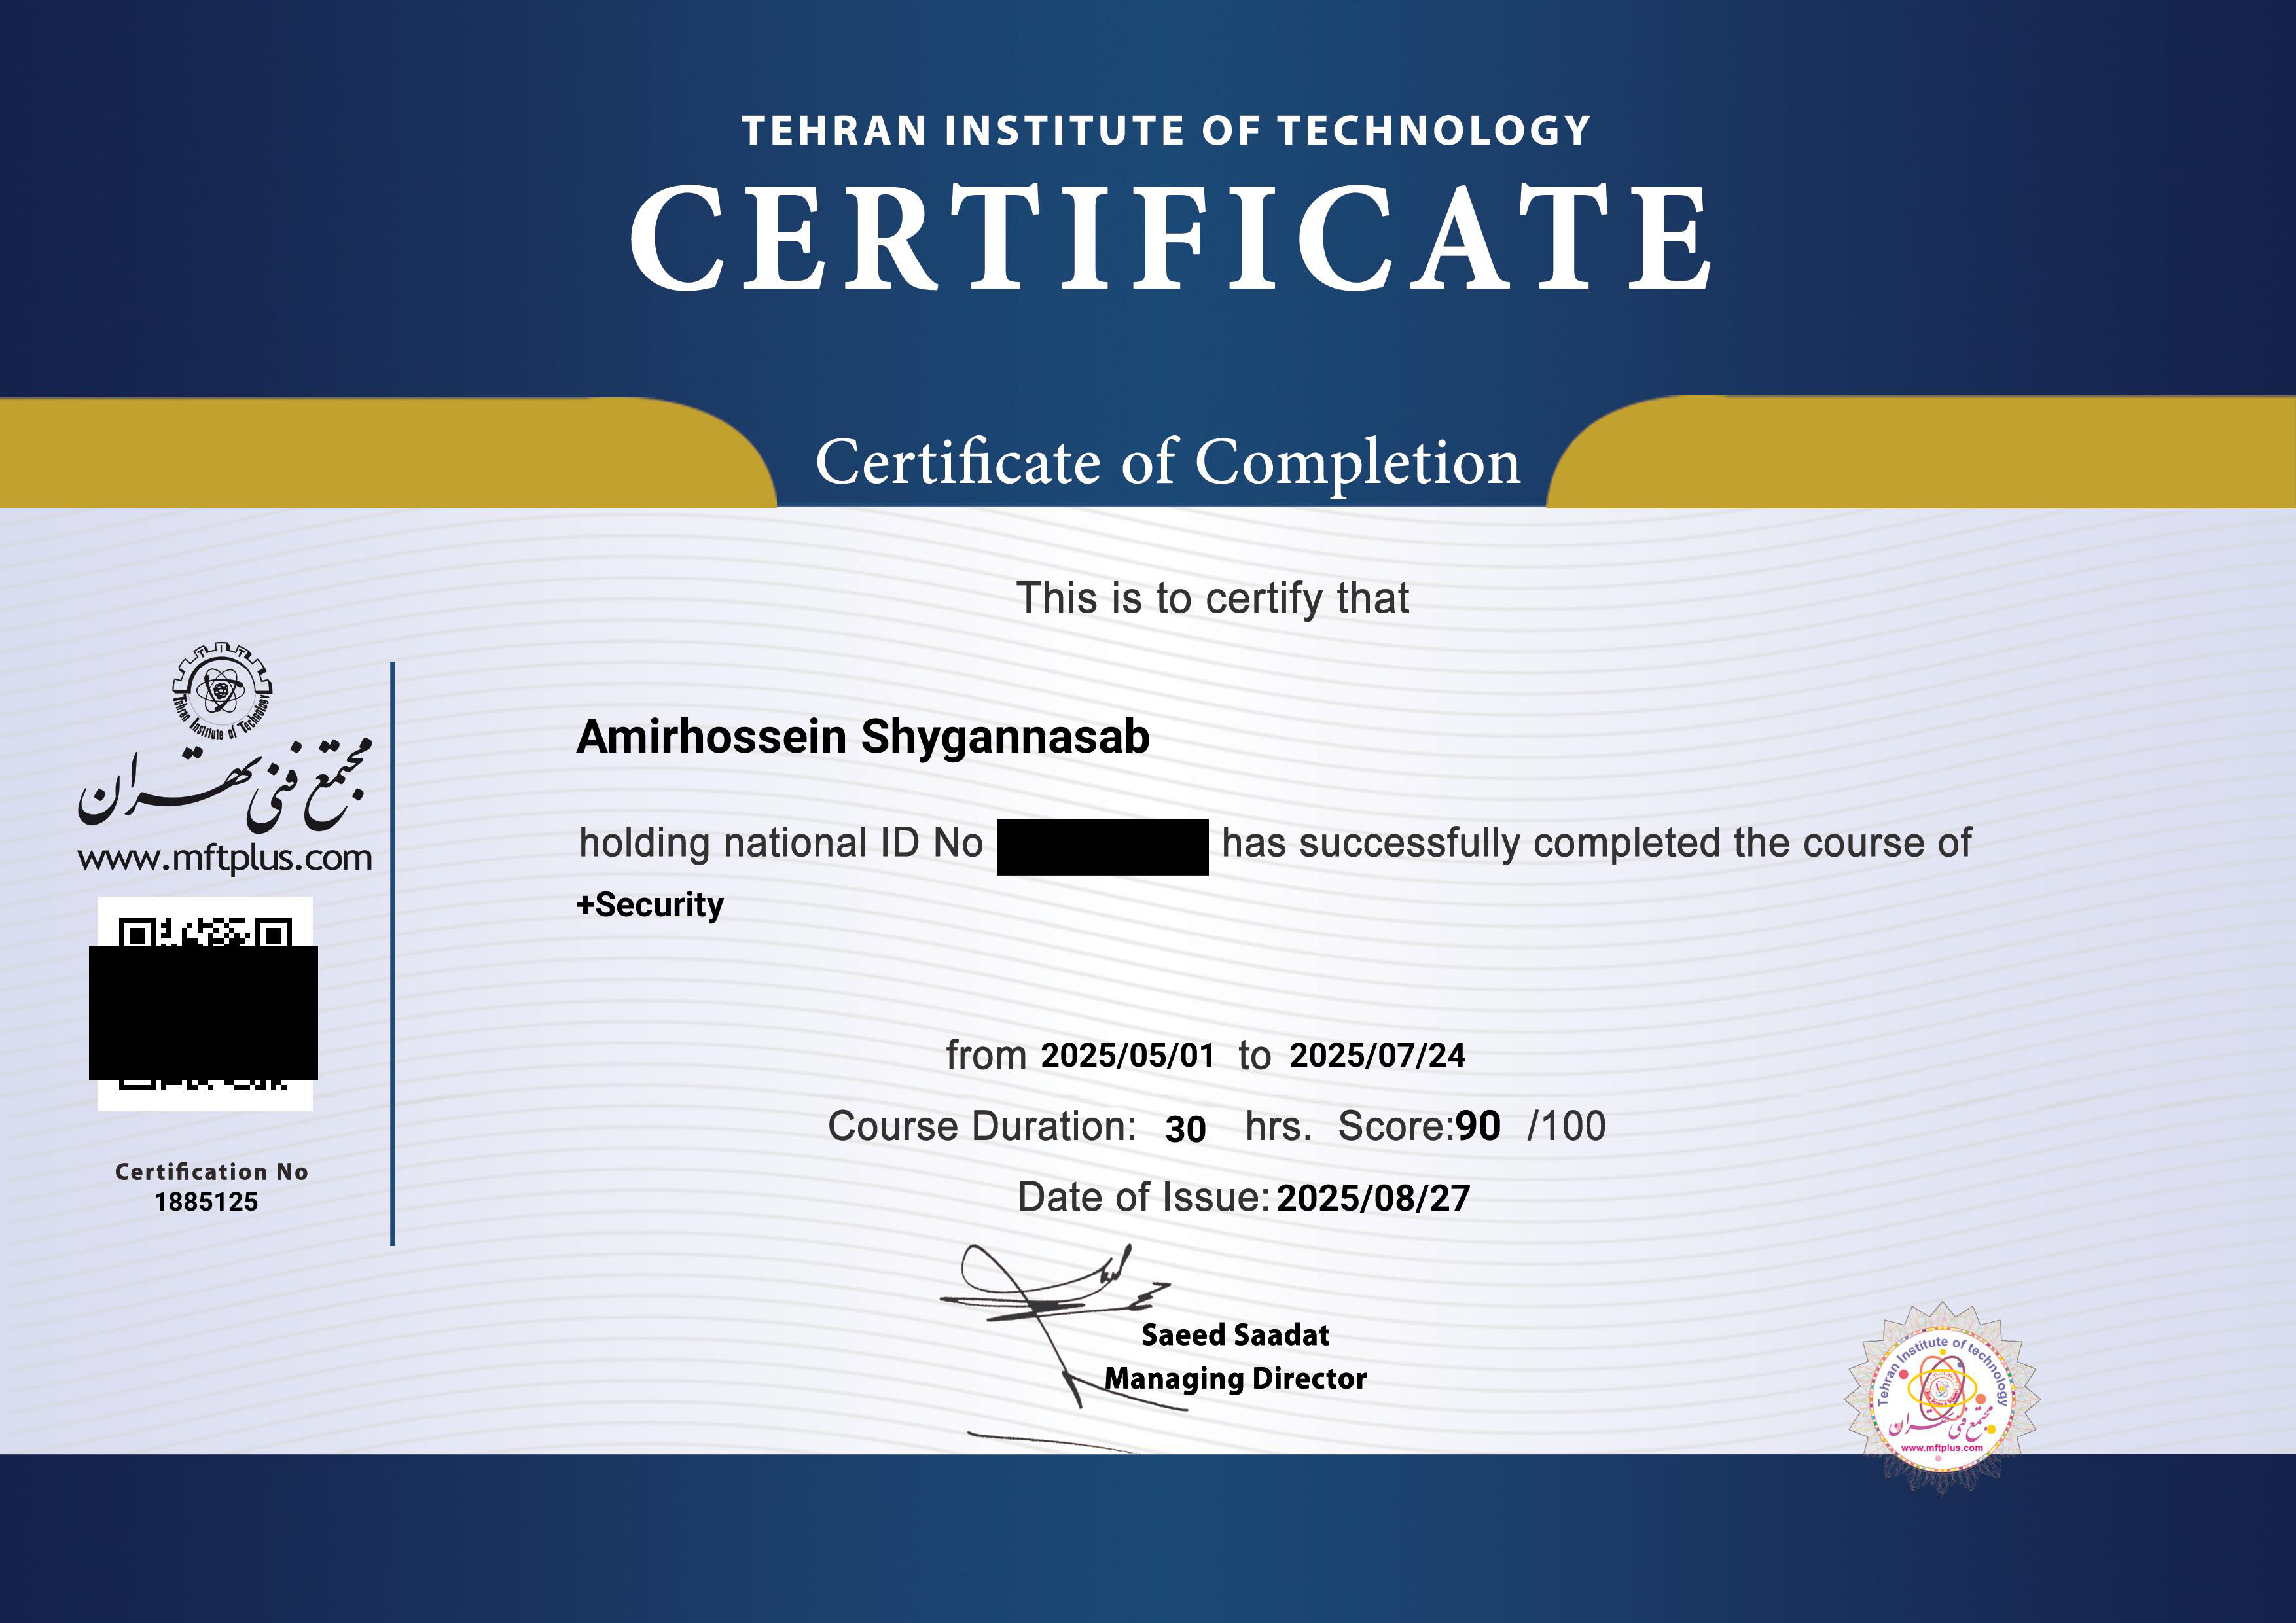 TEHRAN INSTITUTE OF TECHNOLOGY
CERTIFICATE
Certificate of Completion
This is to certify that
Amirhossein Shygannasab
holding national ID No has successfully completed the course of
+Security
from 2025/05/01 to 2025/07/24
Course Duration: 30 hrs. Score:90 /100
Date of Issue: 2025/08/27
Saeed Saadat
Managing Director
Tehran Institute of Technology
مجتمع فنی تهران
www.mftplus.com
Certification No
1885125
Tehran Institute of technology
مجتمع فنی تهران
www.mftplus.com